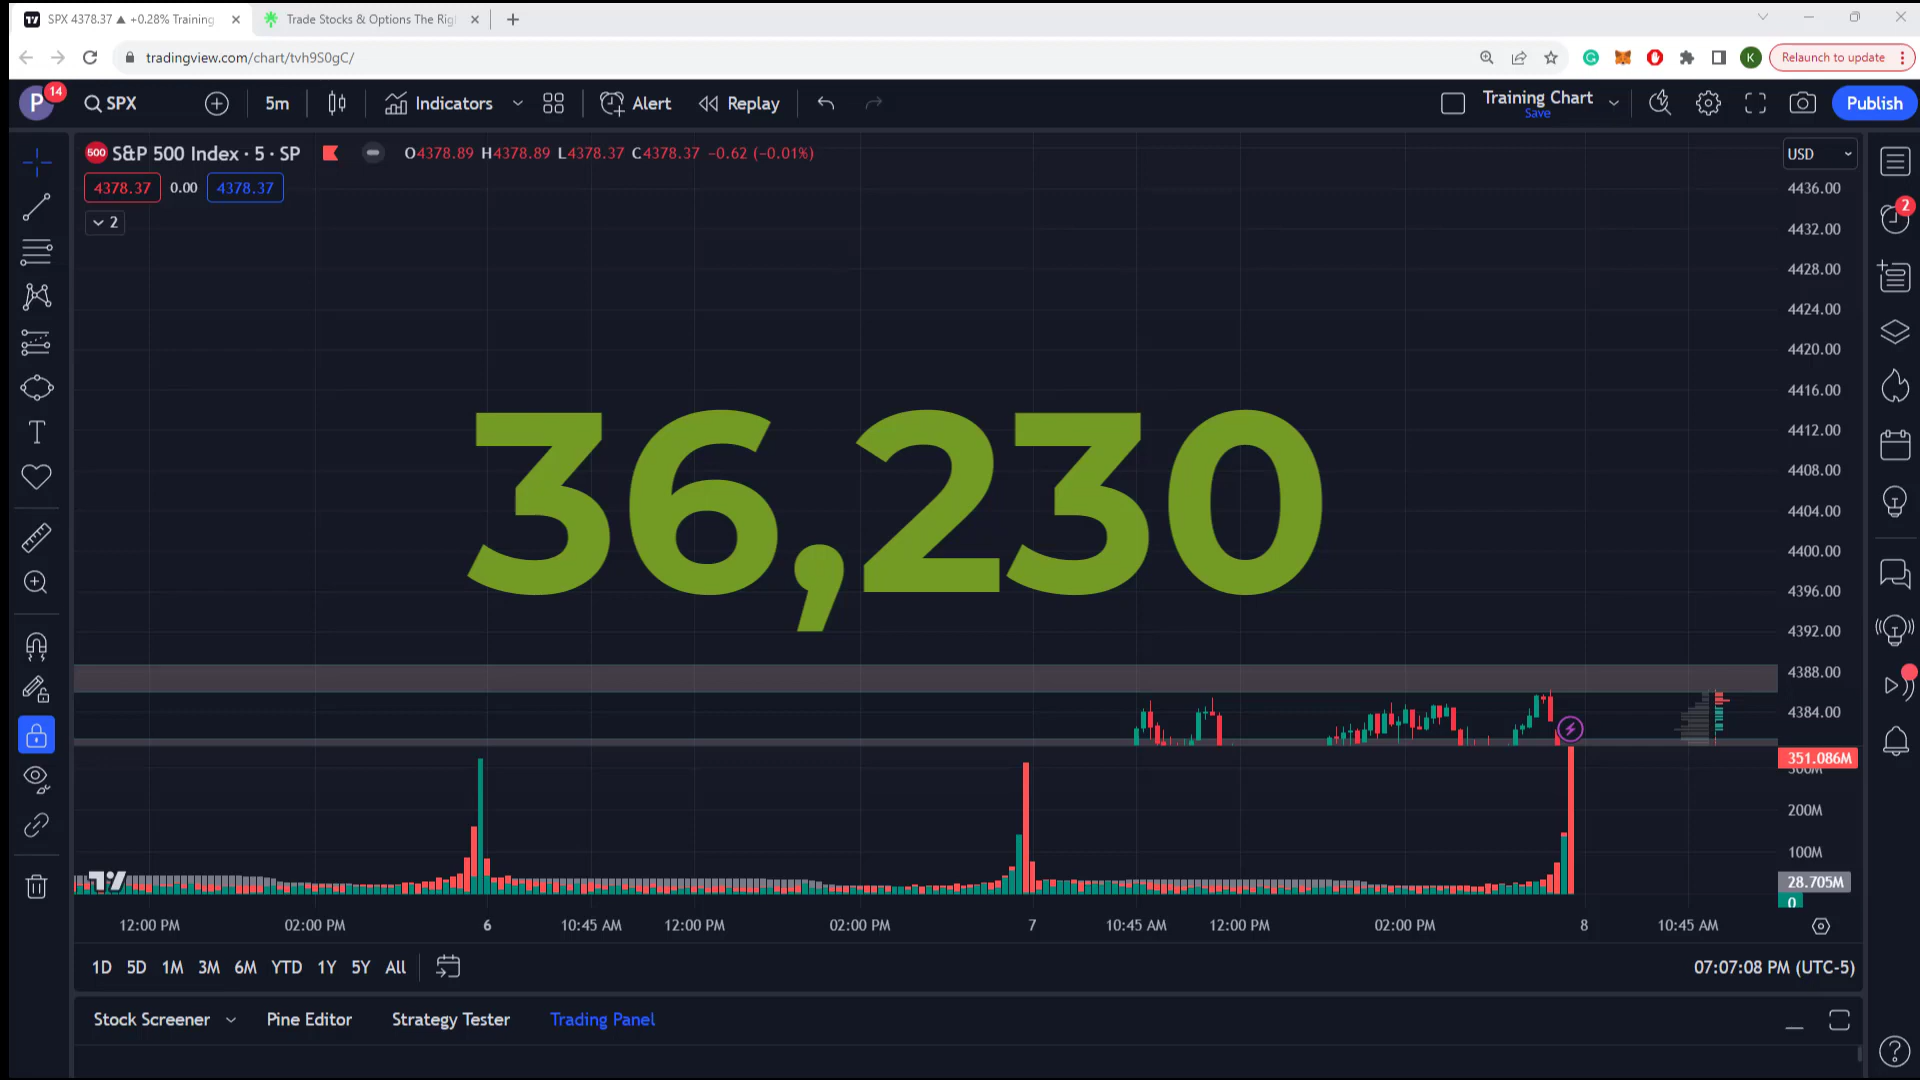 SPX 4378.37 ▲ +0.28% Training
Trade Stocks & Options The Rig
tradingview.com/chart/tvh9S0gC/
K
Relaunch to update
P
14
SPX
5m
Indicators
Alert
Replay
Training Chart
Save
Publish
500
S&P 500 Index · 5 · SP
O4378.89 H4378.89 L4378.37 C4378.37 −0.62 (−0.01%)
USD
4378.37
0.00
4378.37
2
4436.00
4432.00
4428.00
4424.00
4420.00
4416.00
4412.00
4408.00
4404.00
4400.00
4396.00
4392.00
4388.00
4384.00
2
36,230
351.086M
300M
200M
100M
28.705M
0
12:00 PM 02:00 PM 6 10:45 AM 12:00 PM 02:00 PM 7 10:45 AM 12:00 PM 02:00 PM 8 10:45 AM
1D 5D 1M 3M 6M YTD 1Y 5Y All
07:07:08 PM (UTC-5)
Stock Screener Pine Editor Strategy Tester Trading Panel